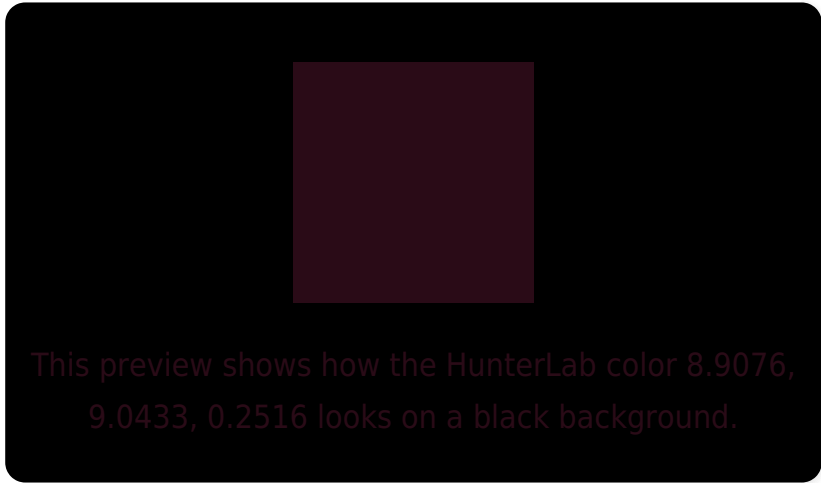 This preview shows how the HunterLab color 8.9076,
9.0433, 0.2516 looks on a black background.